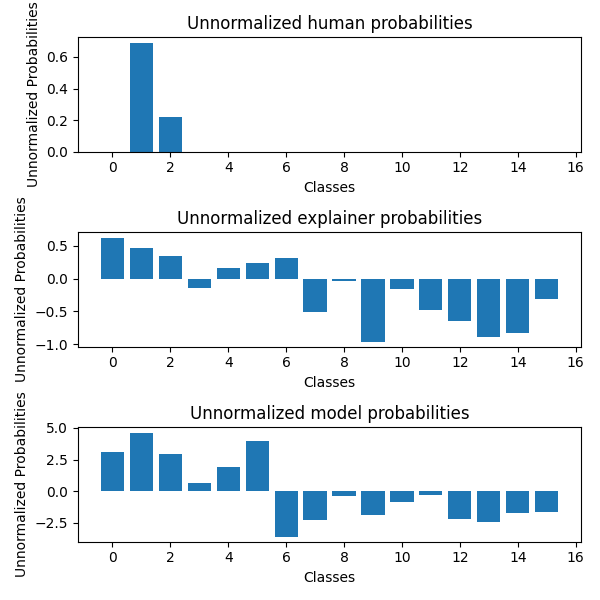 Unnormalized human probabilities
Unnormalized Probabilities
0.6
0.4
0.2
0.0
0 2 4 6 8 10 12 14 16
Classes
Unnormalized explainer probabilities
Unnormalized Probabilities
0.5
0.0
−0.5
−1.0
0 2 4 6 8 10 12 14 16
Classes
Unnormalized model probabilities
Unnormalized Probabilities
5.0
2.5
0.0
−2.5
0 2 4 6 8 10 12 14 16
Classes